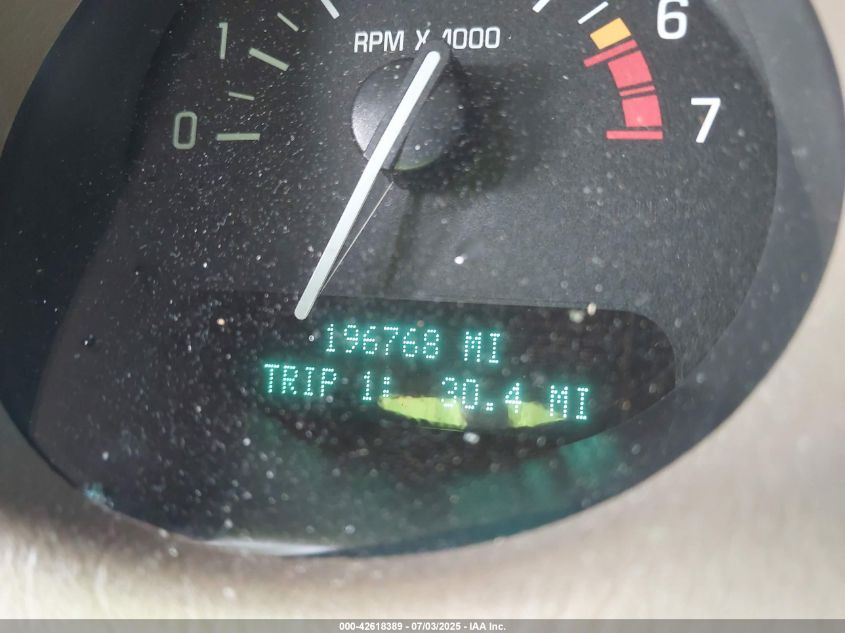 RPM X 1000
1
6
0
7
196768 MI
30.4 MI
TRIP
000-42618389 - 07/03/2025 - IAA Inc.